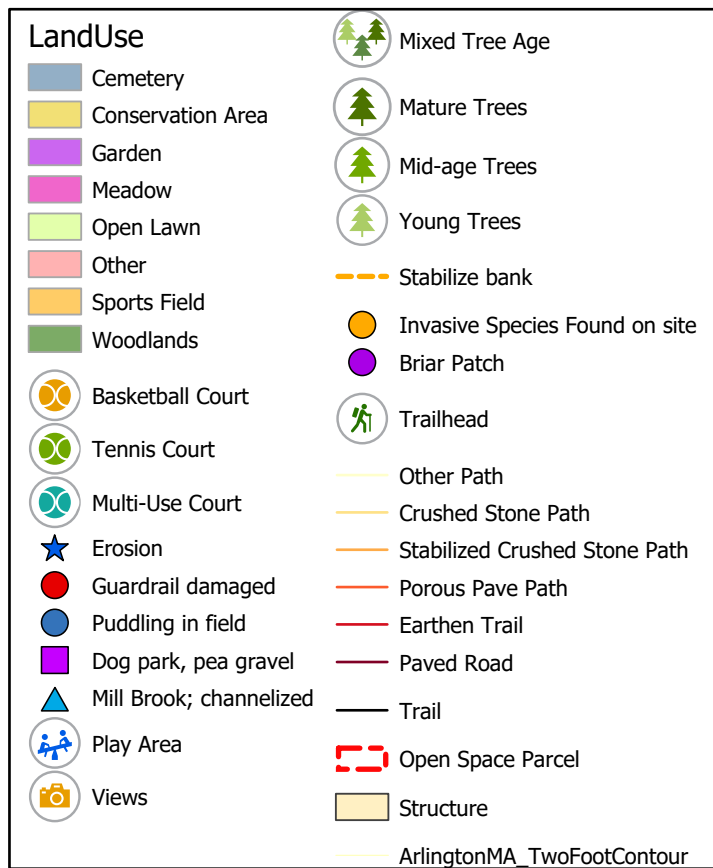 LandUse
Cemetery
Conservation Area
Garden
Meadow
Open Lawn
Other
Sports Field
Woodlands
Basketball Court
Tennis Court
Multi-Use Court
Erosion
Guardrail damaged
Puddling in field
Dog park, pea gravel
Mill Brook; channelized
Play Area
Views
Mixed Tree Age
Mature Trees
Mid-age Trees
Young Trees
Stabilize bank
Invasive Species Found on site
Briar Patch
Trailhead
Other Path
Crushed Stone Path
Stabilized Crushed Stone Path
Porous Pave Path
Earthen Trail
Paved Road
Trail
Open Space Parcel
Structure
ArlingtonMA_TwoFootContour